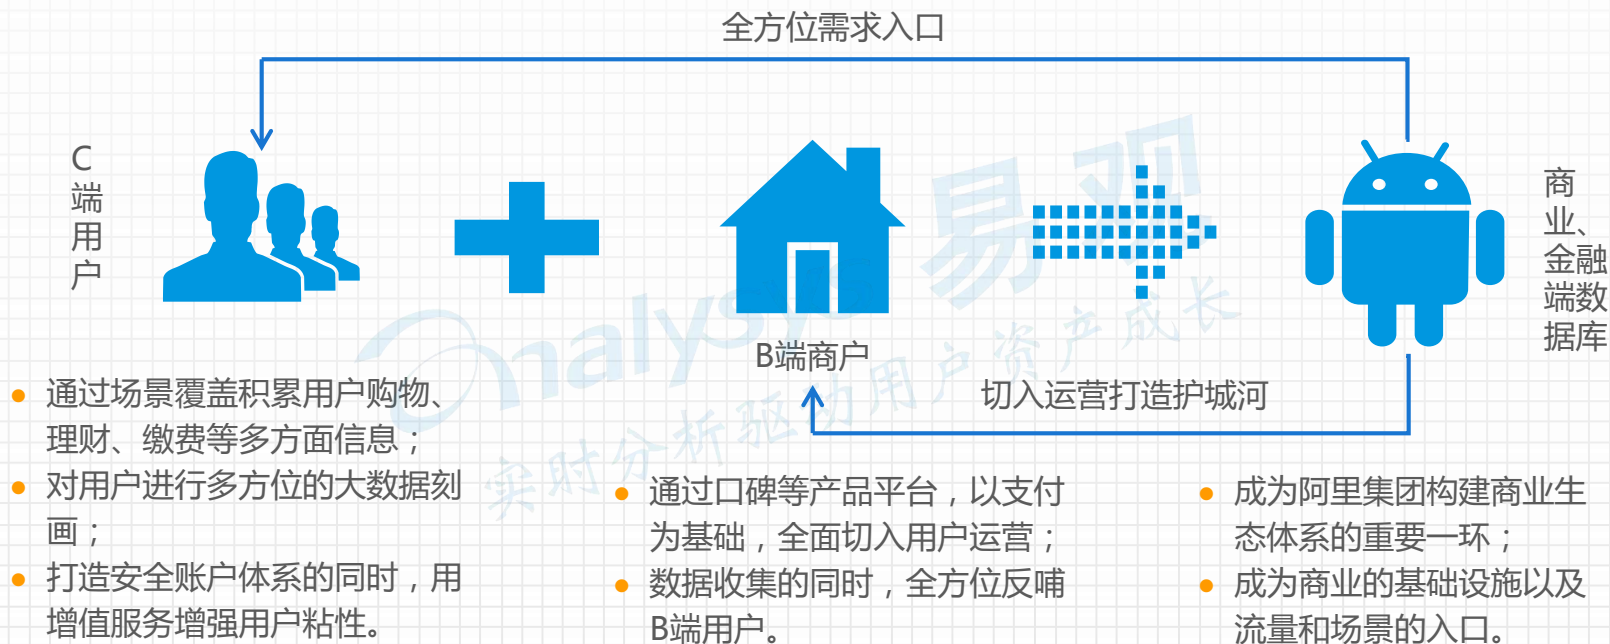 全方位需求入口
C
端
用
户
商
业、
金融
端数
据库
B端商户
切入运营打造护城河
通过场景覆盖积累用户购物、
理财、缴费等多方面信息；
对用户进行多方位的大数据刻
画；
打造安全账户体系的同时，用
增值服务增强用户粘性。
通过口碑等产品平台，以支付
为基础，全面切入用户运营；
数据收集的同时，全方位反哺
B端用户。
成为阿里集团构建商业生
态体系的重要一环；
成为商业的基础设施以及
流量和场景的入口。
analysys 易观
实时分析驱动用户资产成长